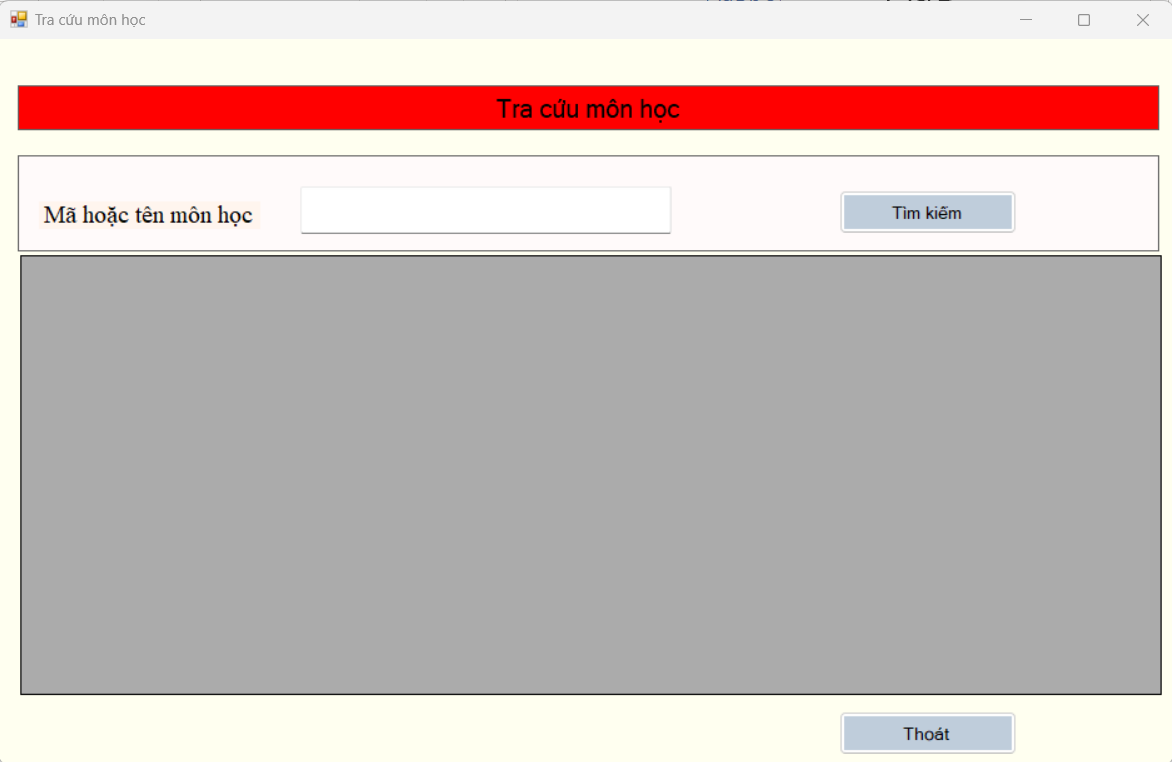 Tra cứu môn học
Tra cứu môn học
Mã hoặc tên môn học
Tìm kiếm
Thoát